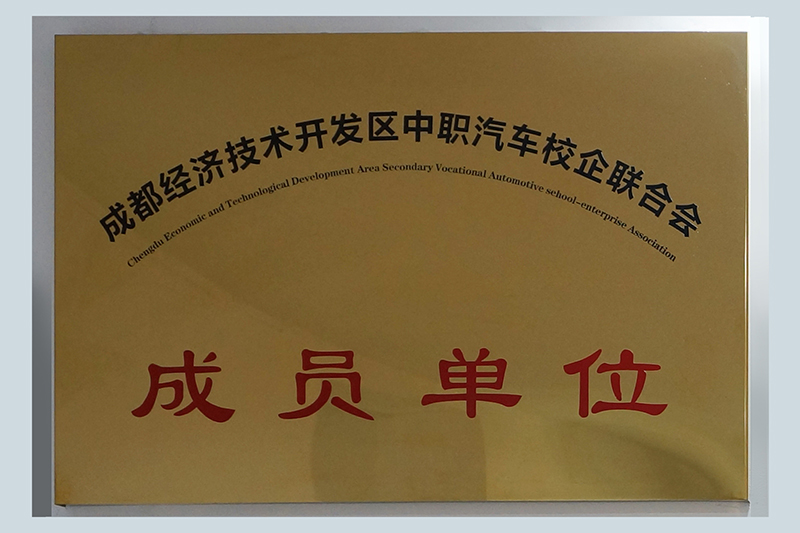 成都经济技术开发区中职汽车校企联合会
Chengdu Economic and Technological Development Area Secondary Vocational Automotive school-enterprise Association
成员单位